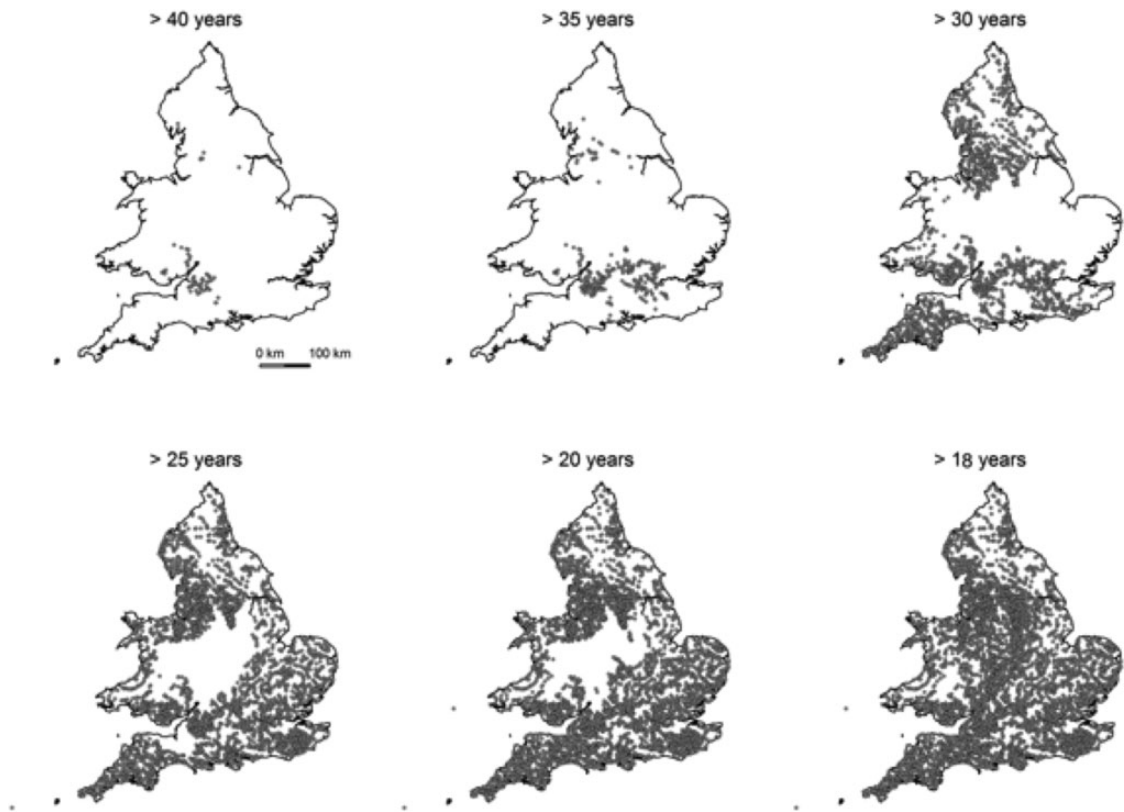 > 40 years
> 35 years
> 30 years
0 km 100 km
> 25 years
> 20 years
> 18 years